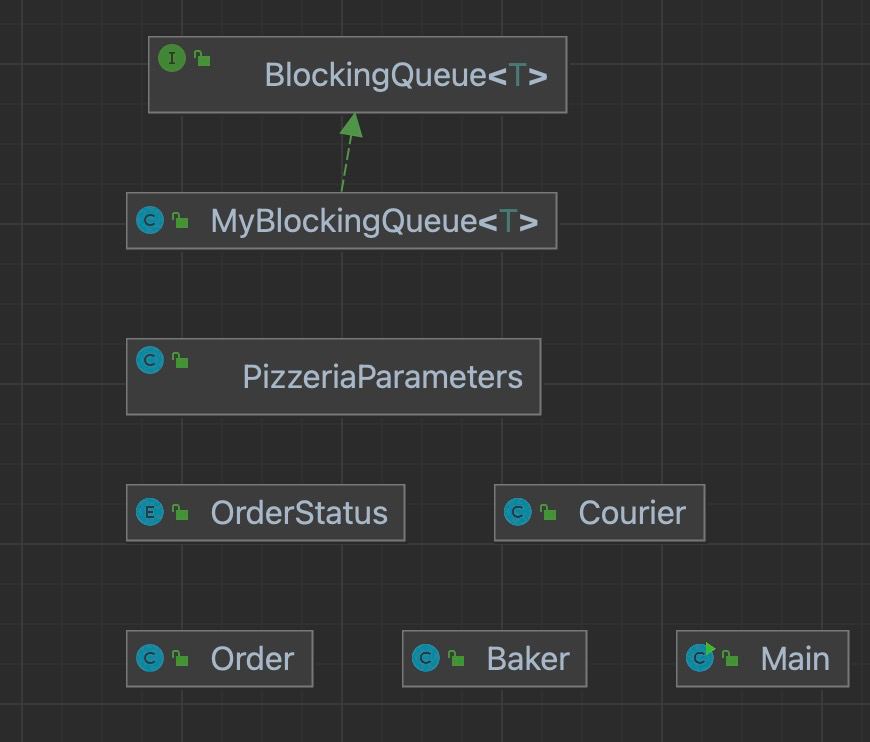 I BlockingQueue<T>
C MyBlockingQueue<T>
C PizzeriaParameters
E OrderStatus
C Courier
C Order
C Baker
C Main